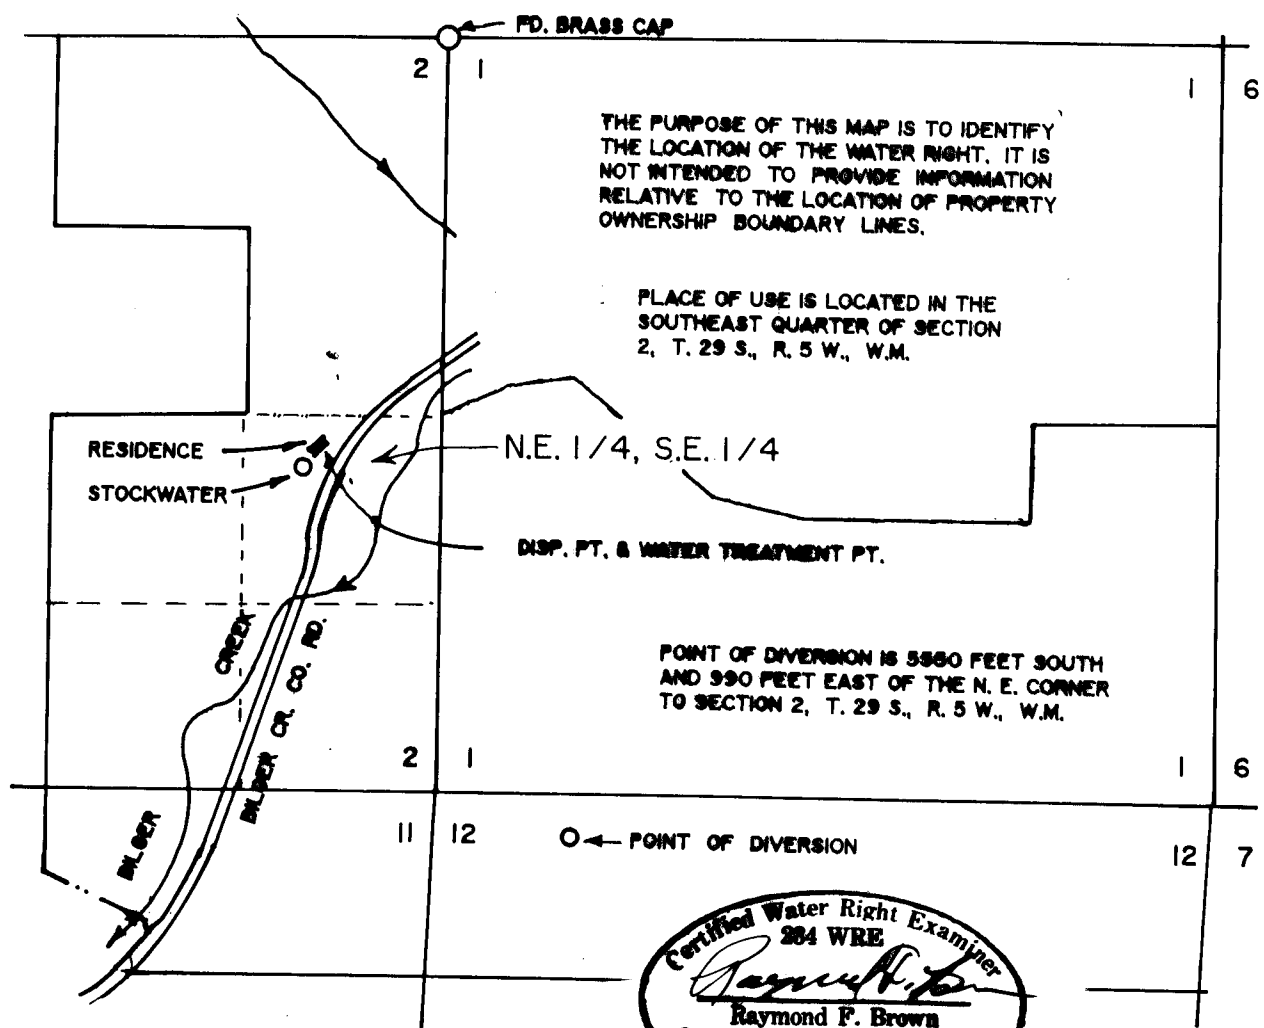 FD. BRASS CAP
2 1
1 6
THE PURPOSE OF THIS MAP IS TO IDENTIFY
THE LOCATION OF THE WATER RIGHT. IT IS
NOT INTENDED TO PROVIDE INFORMATION
RELATIVE TO THE LOCATION OF PROPERTY
OWNERSHIP BOUNDARY LINES.
PLACE OF USE IS LOCATED IN THE
SOUTHEAST QUARTER OF SECTION
2, T. 29 S., R. 5 W., W.M.
RESIDENCE
STOCKWATER
N.E. 1/4, S.E. 1/4
DISP. PT. & WATER TREATMENT PT.
CREEK
BILGER CR. CO. RD.
POINT OF DIVERSION IS 5550 FEET SOUTH
AND 990 FEET EAST OF THE N. E. CORNER
TO SECTION 2, T. 29 S., R. 5 W., W.M.
2 1
1 6
BILGER
11 12
POINT OF DIVERSION
12 7
Certified Water Right Examiner
284 WRE
Raymond F. Brown